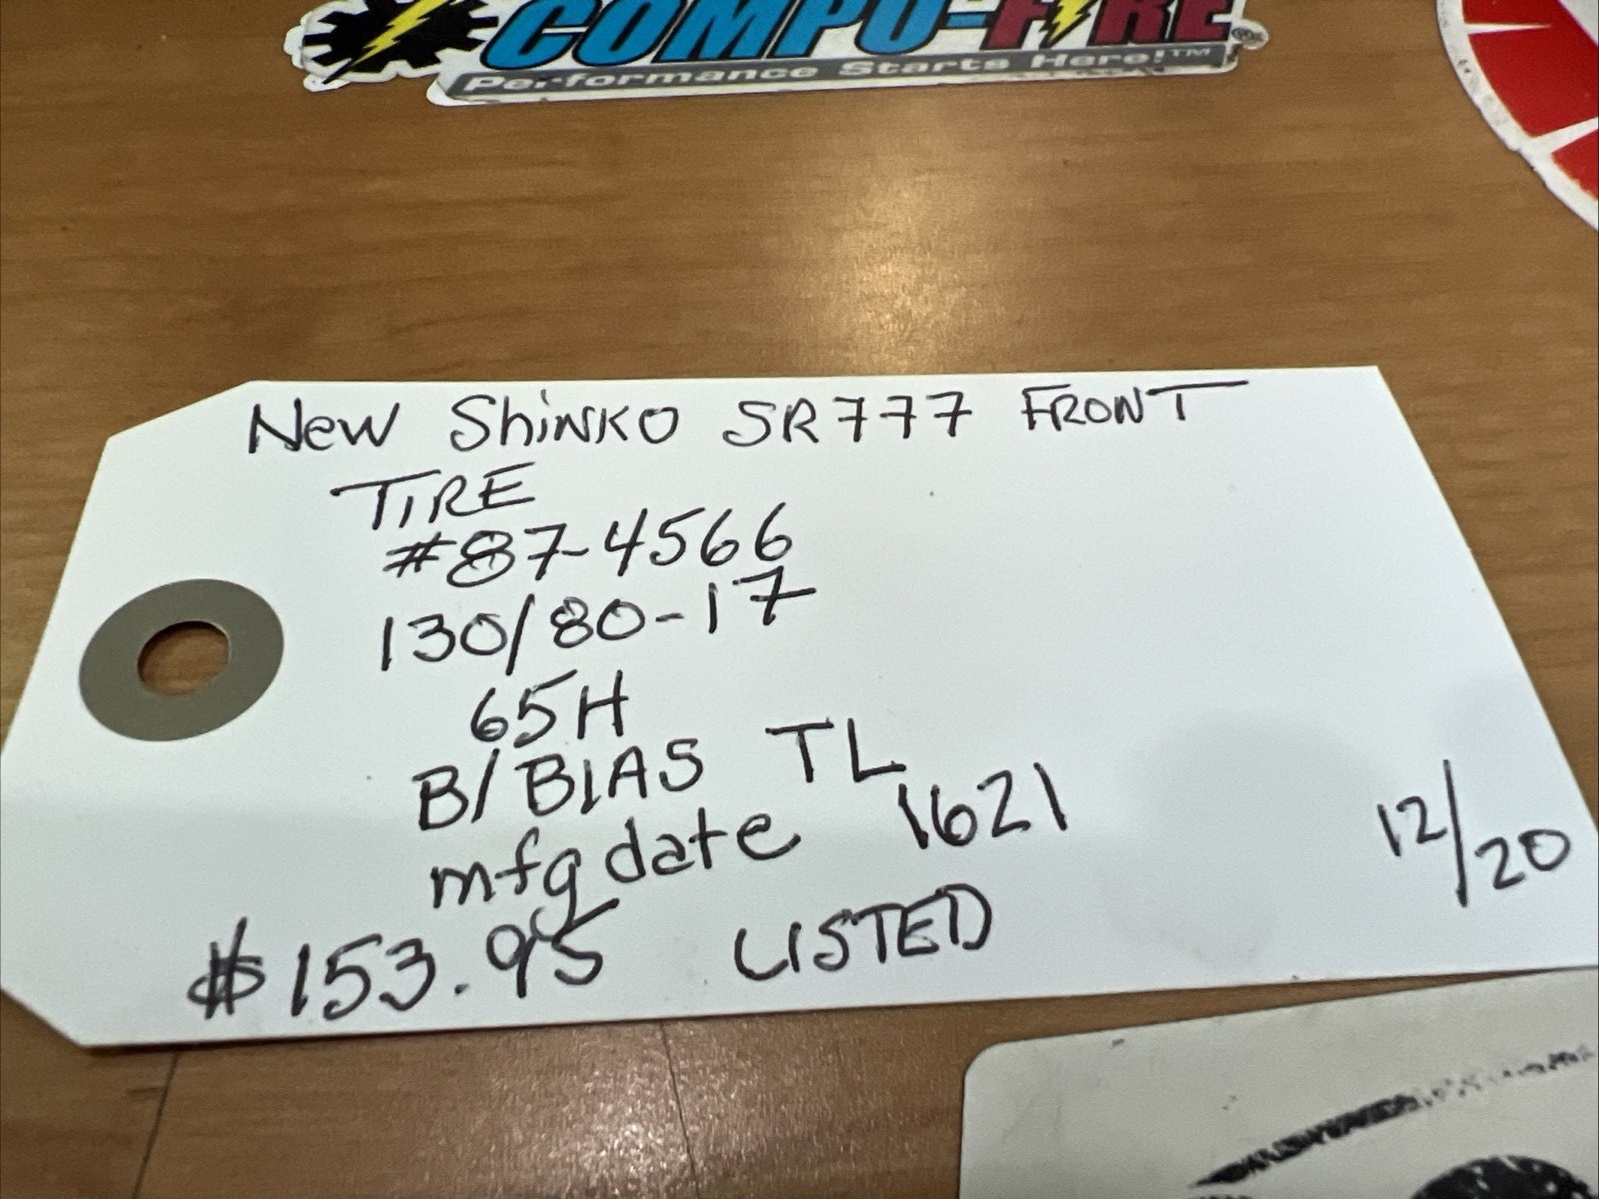 COMPU-FIRE
Performance Starts Here!™
New Shinko SR777 FRONT
TIRE
#87-4566
130/80-17
65H
B/BIAS TL
mfg date 1621
12/20
$153.95 LISTED